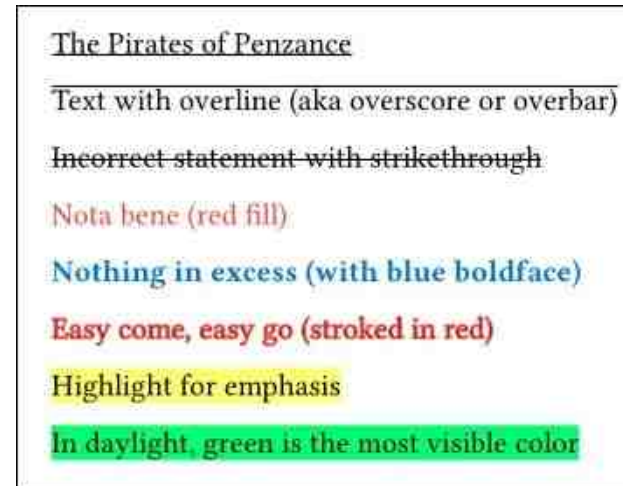 The Pirates of Penzance
Text with overline (aka overscore or overbar)
Incorrect statement with strikethrough
Nota bene (red fill)
Nothing in excess (with blue boldface)
Easy come, easy go (stroked in red)
Highlight for emphasis
In daylight, green is the most visible color